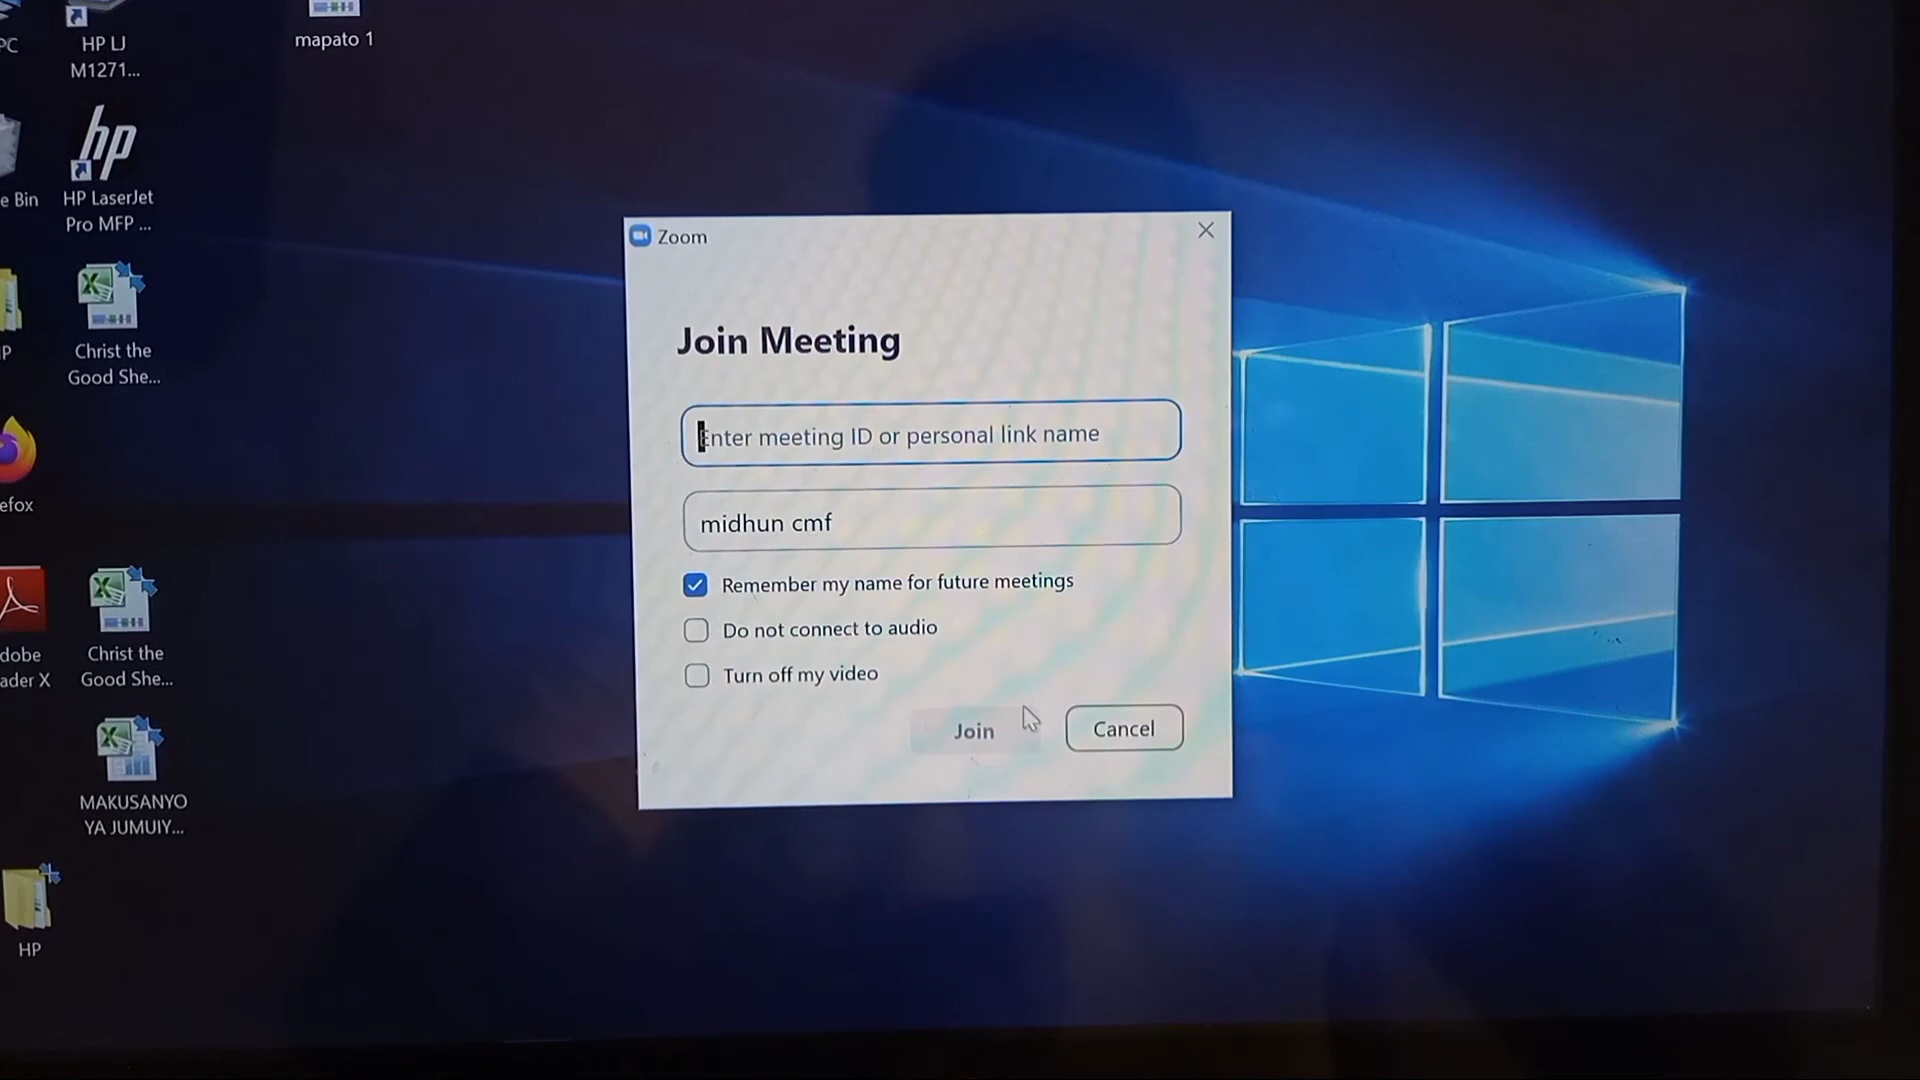 PC
HP LJ
M1271...
mapato 1
hp
e Bin
HP LaserJet
Pro MFP ...
P
Christ the
Good She...
efox
dobe
ader X
Christ the
Good She...
MAKUSANYO
YA JUMUIY...
HP
Zoom
Join Meeting
Enter meeting ID or personal link name
midhun cmf
Remember my name for future meetings
Do not connect to audio
Turn off my video
Join
Cancel